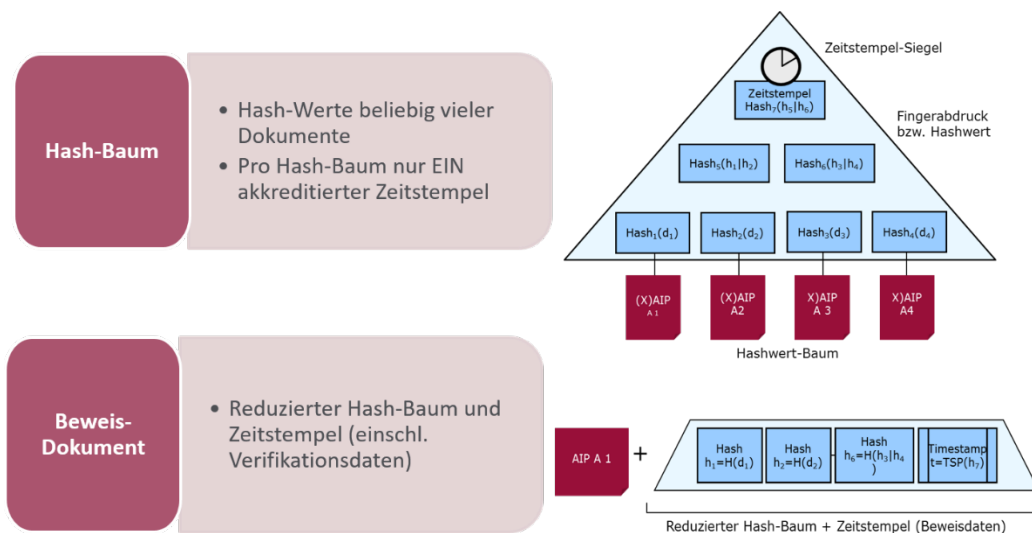 Hash-Baum
• Hash-Werte beliebig vieler
Dokumente
• Pro Hash-Baum nur EIN
akkreditierter Zeitstempel
Zeitstempel-Siegel
Zeitstempel
Hash₇(h₅|h₆)
Fingerabdruck
bzw. Hashwert
Hash₅(h₁|h₂)
Hash₆(h₃|h₄)
Hash₁(d₁)
Hash₂(d₂)
Hash₃(d₃)
Hash₄(d₄)
(X)AIP
A 1
(X)AIP
A2
X)AIP
A 3
X)AIP
A4
Hashwert-Baum
Beweis-
Dokument
• Reduzierter Hash-Baum und
Zeitstempel (einschl.
Verifikationsdaten)
AIP A 1
+
Hash
h₁=H(d₁)
Hash
h₂=H(d₂)
Hash
h₆=H(h₃|h₄
)
Timestamp
t=TSP(h₇)
Reduzierter Hash-Baum + Zeitstempel (Beweisdaten)